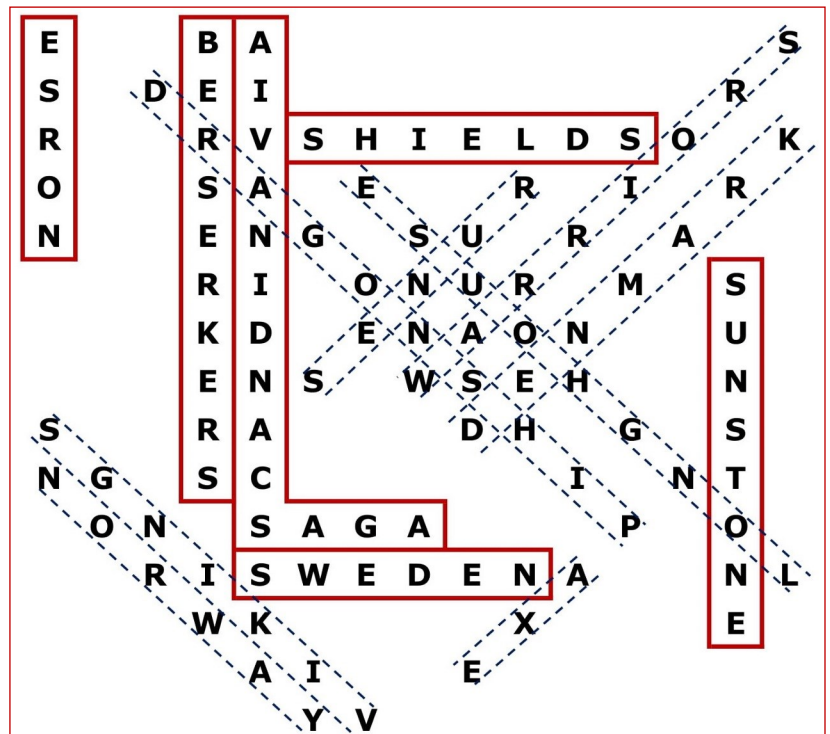 E B A S
S D E I R
R R V S H I E L D S O K
O S A E R I R
N E N G S U R A
R I O N U R M S
K D E N A O N U
E N S W S E H N
S R A D H G S
N G S C I N T
O N S A G A P O
R I S W E D E N A N L
W K X E
A I E
Y V